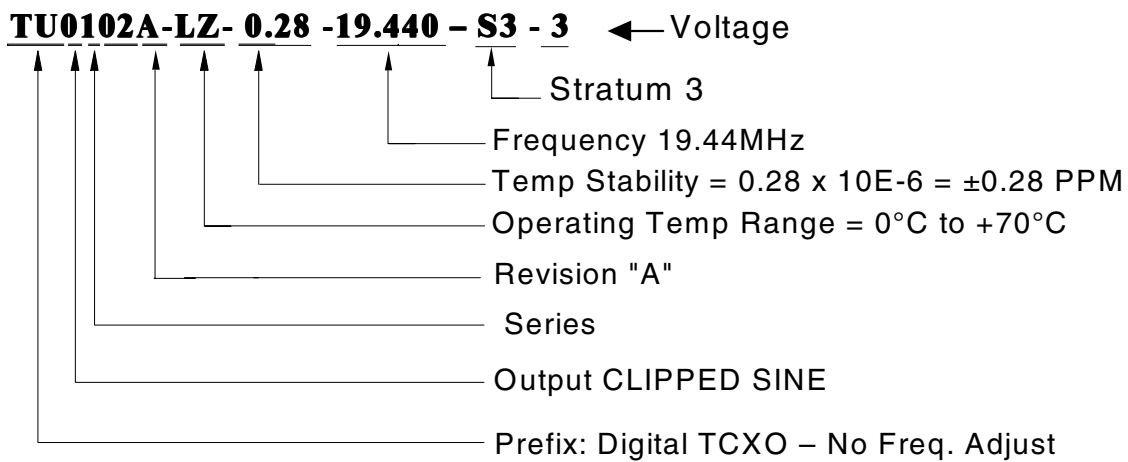 TU0102A-LZ- 0.28 -19.440 – S3 - 3 Voltage
Stratum 3
Frequency 19.44MHz
Temp Stability = 0.28 x 10E-6 = ±0.28 PPM
Operating Temp Range = 0°C to +70°C
Revision "A"
Series
Output CLIPPED SINE
Prefix: Digital TCXO – No Freq. Adjust